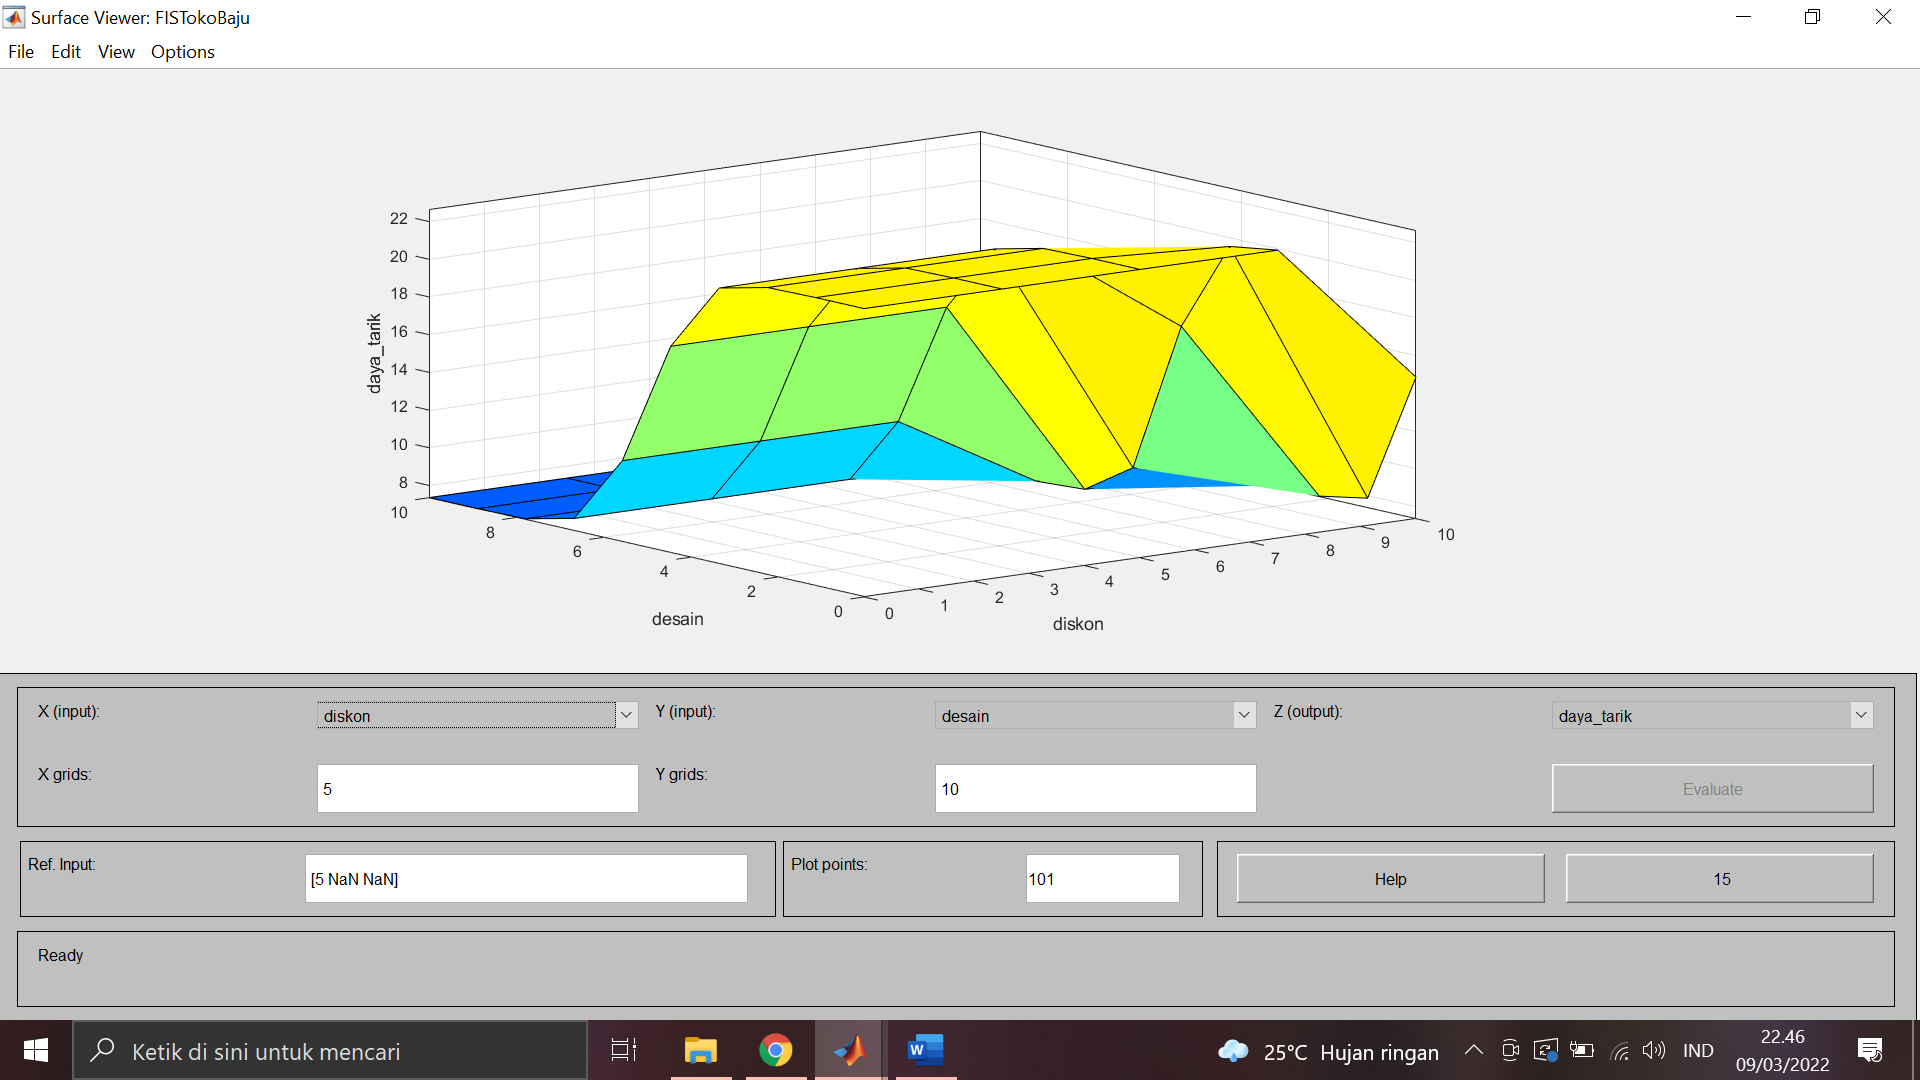 Surface Viewer: FISTokoBaju
File Edit View Options
22
20
18
16
14
12
10
8
daya_tarik
10
8
6
4
2
0
desain
0
1
2
3
4
5
6
7
8
9
10
diskon
X (input): diskon Y (input): desain Z (output): daya_tarik
X grids: 5 Y grids: 10 Evaluate
Ref. Input: [5 NaN NaN] Plot points: 101 Help 15
Ready
Ketik di sini untuk mencari
W
25°C Hujan ringan
IND
22.46
09/03/2022